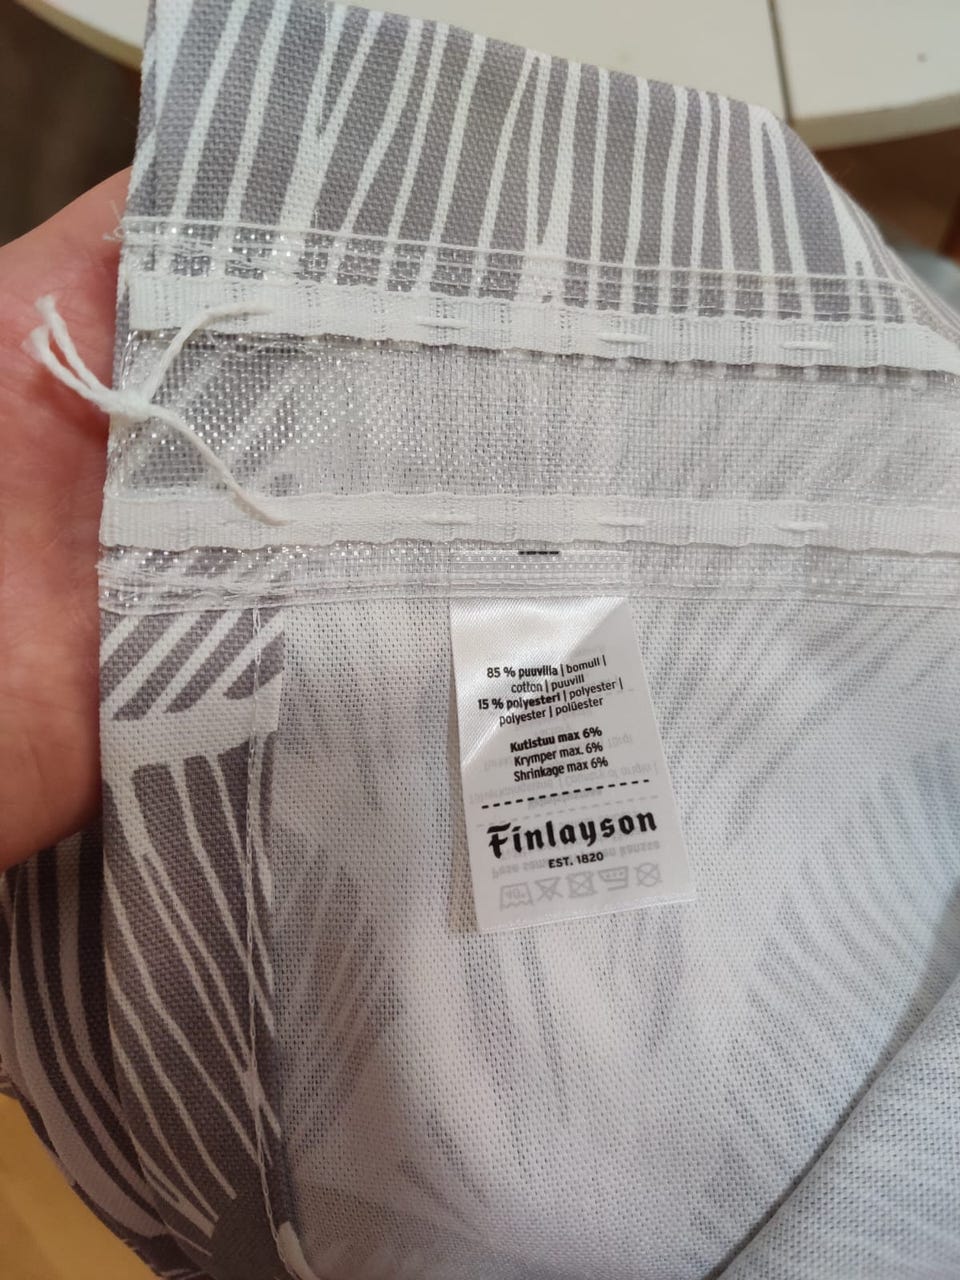 85 % puuvilla | bomull |
cotton | puuvill
15 % polyesteri | polyester |
polyester | polüester
Kutistuu max 6%
Krymper max. 6%
Shrinkage max 6%
Finlayson
EST. 1820